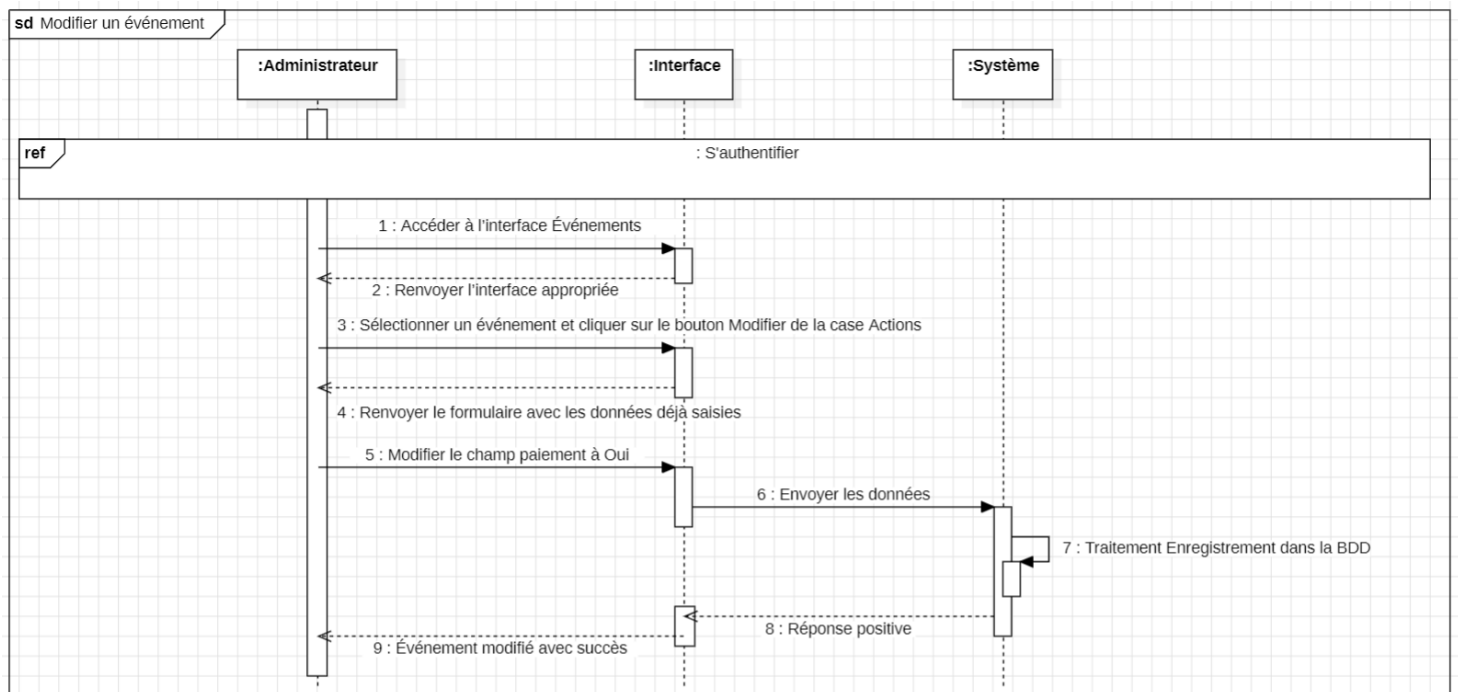 sd Modifier un événement
:Administrateur
:Interface
:Système
ref
: S'authentifier
1 : Accéder à l'interface Événements
2 : Renvoyer l'interface appropriée
3 : Sélectionner un événement et cliquer sur le bouton Modifier de la case Actions
4 : Renvoyer le formulaire avec les données déjà saisies
5 : Modifier le champ paiement à Oui
6 : Envoyer les données
7 : Traitement Enregistrement dans la BDD
8 : Réponse positive
9 : Événement modifié avec succès